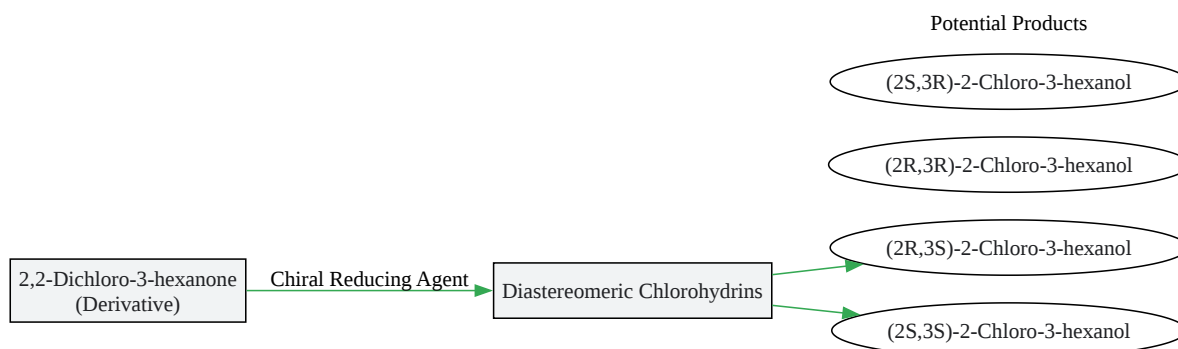 Potential Products
(2S,3R)-2-Chloro-3-hexanol
(2R,3R)-2-Chloro-3-hexanol
(2R,3S)-2-Chloro-3-hexanol
2,2-Dichloro-3-hexanone
(Derivative)
Chiral Reducing Agent
Diastereomeric Chlorohydrins
(2S,3S)-2-Chloro-3-hexanol